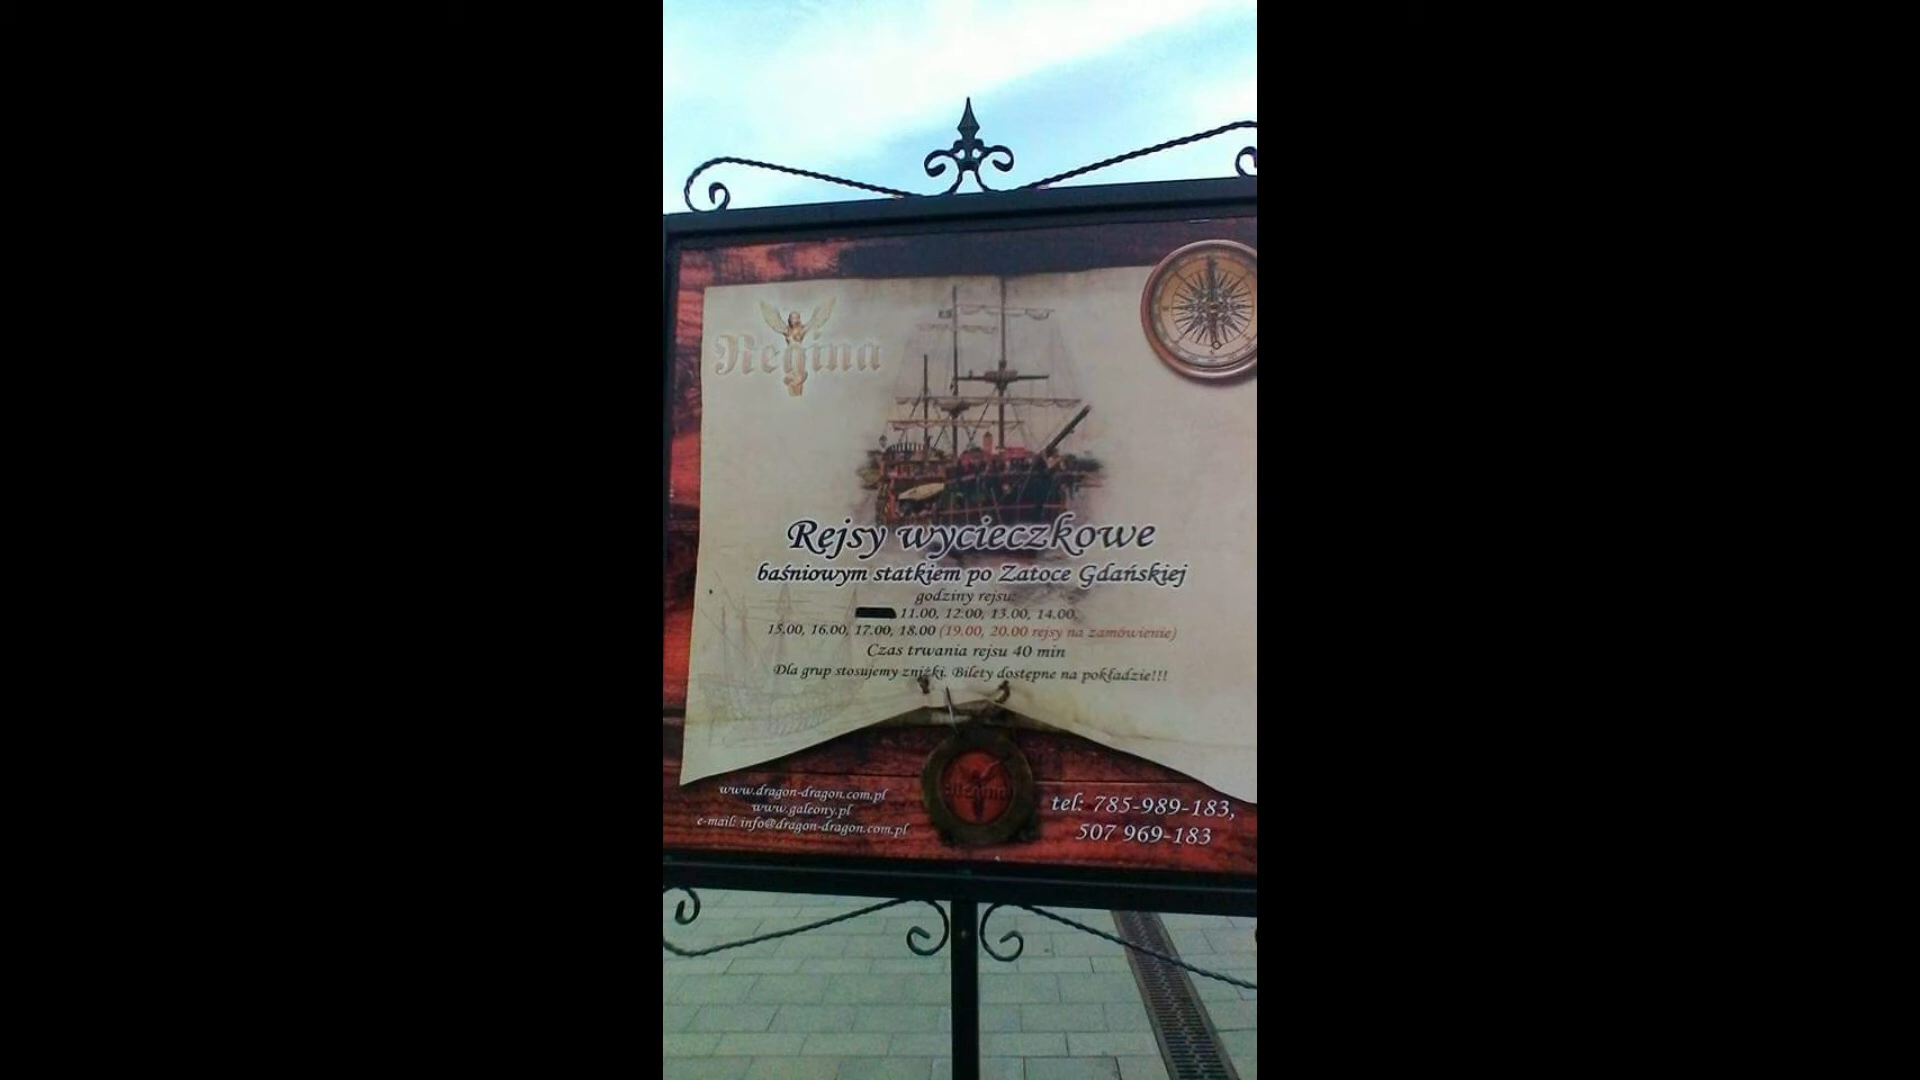 Regina
Rejsy wycieczkowe
baśniowym statkiem po Zatoce Gdańskiej
godziny rejsu:
11.00, 12.00, 13.00, 14.00,
15.00, 16.00, 17.00, 18.00 (19.00, 20.00 rejsy na zamówienie)
Czas trwania rejsu 40 min
Dla grup stosujemy zniżki. Bilety dostępne na pokładzie!!!
Regina
www.dragon-dragon.com.pl
www.galeony.pl
e-mail: info@dragon-dragon.com.pl
tel: 785-989-183,
507 969-183